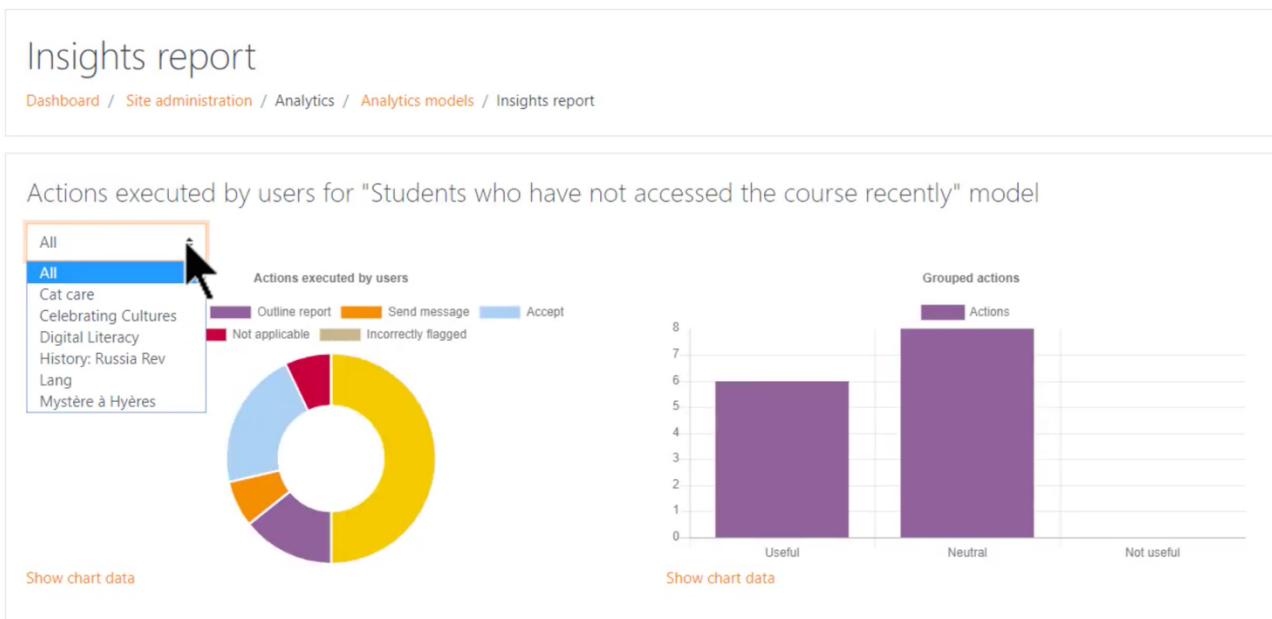 Insights report
Dashboard / Site administration / Analytics / Analytics models / Insights report
Actions executed by users for "Students who have not accessed the course recently" model
All
All
Cat care
Celebrating Cultures
Digital Literacy
History: Russia Rev
Lang
Mystère à Hyères
Actions executed by users
Outline report Send message Accept
Not applicable Incorrectly flagged
Show chart data
Grouped actions
Actions
8
7
6
5
4
3
2
1
0
Useful Neutral Not useful
Show chart data